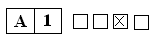 A 1 ☐ ☐ ☒ ☐